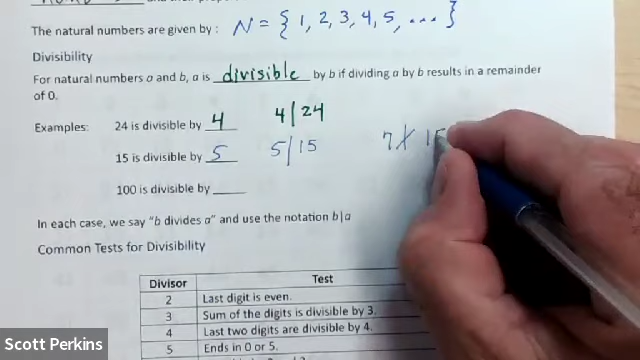 and their prop
The natural numbers are given by : N = { 1, 2, 3, 4, 5, ... }
Divisibility
For natural numbers a and b, a is divisible by b if dividing a by b results in a remainder
of 0.
Examples: 24 is divisible by 4 4 | 24
15 is divisible by 5 5 | 15 7 ∤ 15
100 is divisible by ____
In each case, we say "b divides a" and use the notation b|a
Common Tests for Divisibility
Divisor Test
2 Last digit is even.
3 Sum of the digits is divisible by 3.
4 Last two digits are divisible by 4.
5 Ends in 0 or 5.
Scott Perkins